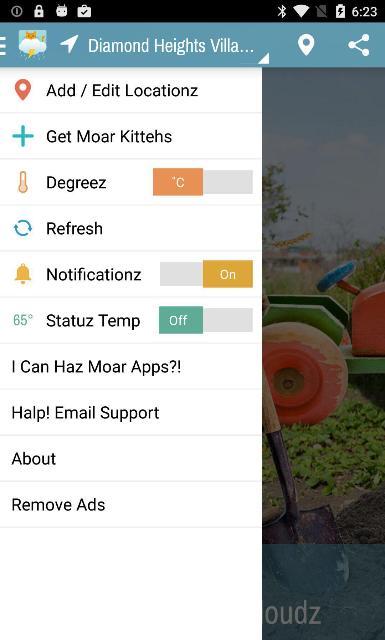 6:23
Diamond Heights Villa...
Add / Edit Locationz
Get Moar Kittehs
Degreez
°C
Refresh
Notificationz
On
65°
Statuz Temp
Off
I Can Haz Moar Apps?!
Halp! Email Support
About
Remove Ads
oudz